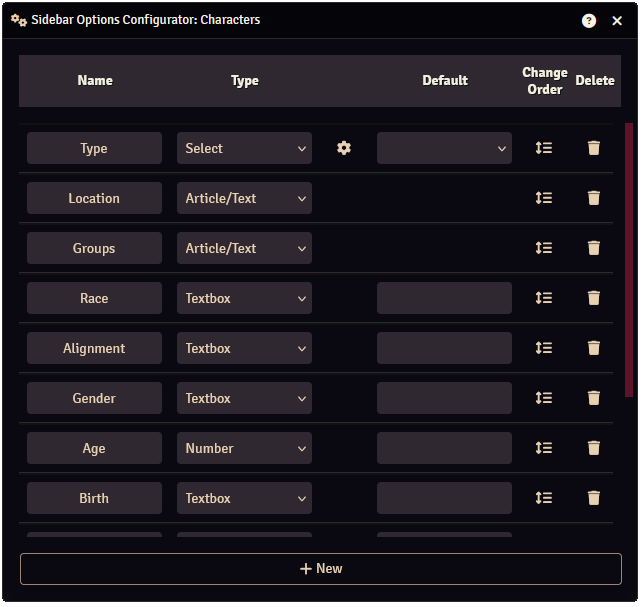 Sidebar Options Configurator: Characters ?
Name Type Default Change Order Delete
Type Select
Location Article/Text
Groups Article/Text
Race Textbox
Alignment Textbox
Gender Textbox
Age Number
Birth Textbox
+ New